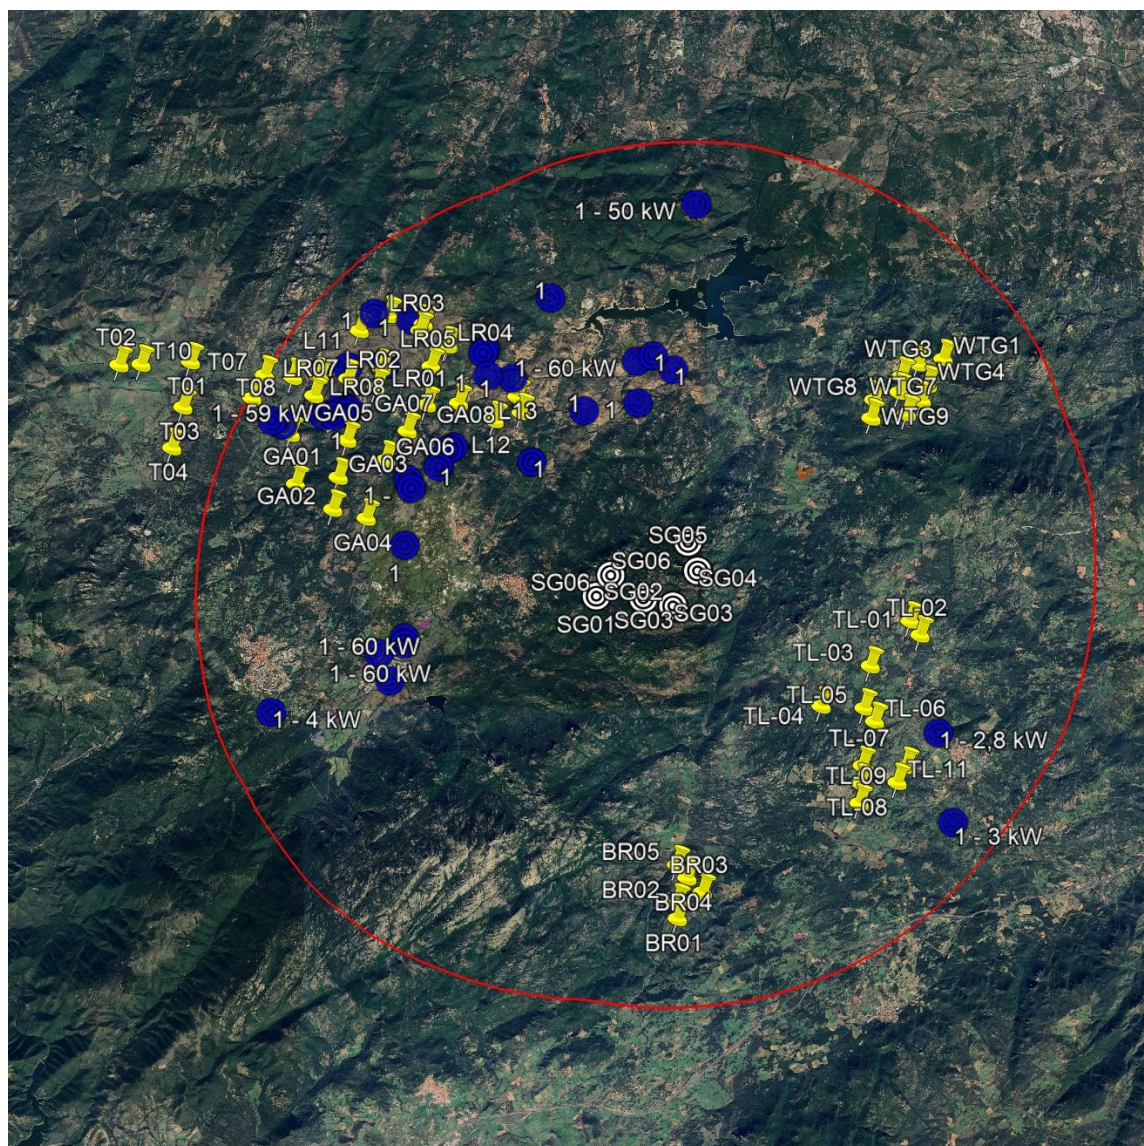 1 - 50 kW
1
LR03
1
1
LR04
L11
LR05
WTG1
WTG3
T02
T10
T07
LR07
LR02
1 - 60 kW
1
1
WTG4
WTG7
WTG8
LR08
LR01
1
1
T01
T08
1 - 59 kW
GA05
GA07
GA08
L13
1
1
WTG9
T03
1
GA06
L12
T04
GA01
GA03
1
1
GA02
1 -
GA04
SG05
1
SG06
SG06
SG04
SG02
SG01
SG03
SG03
TL-02
TL-01
1 - 60 kW
TL-03
1 - 60 kW
TL-05
TL-06
TL-04
1 - 4 kW
TL-07
1 - 2,8 kW
TL-09
TL-11
TL-08
1 - 3 kW
BR05
BR03
BR02
BR04
BR01